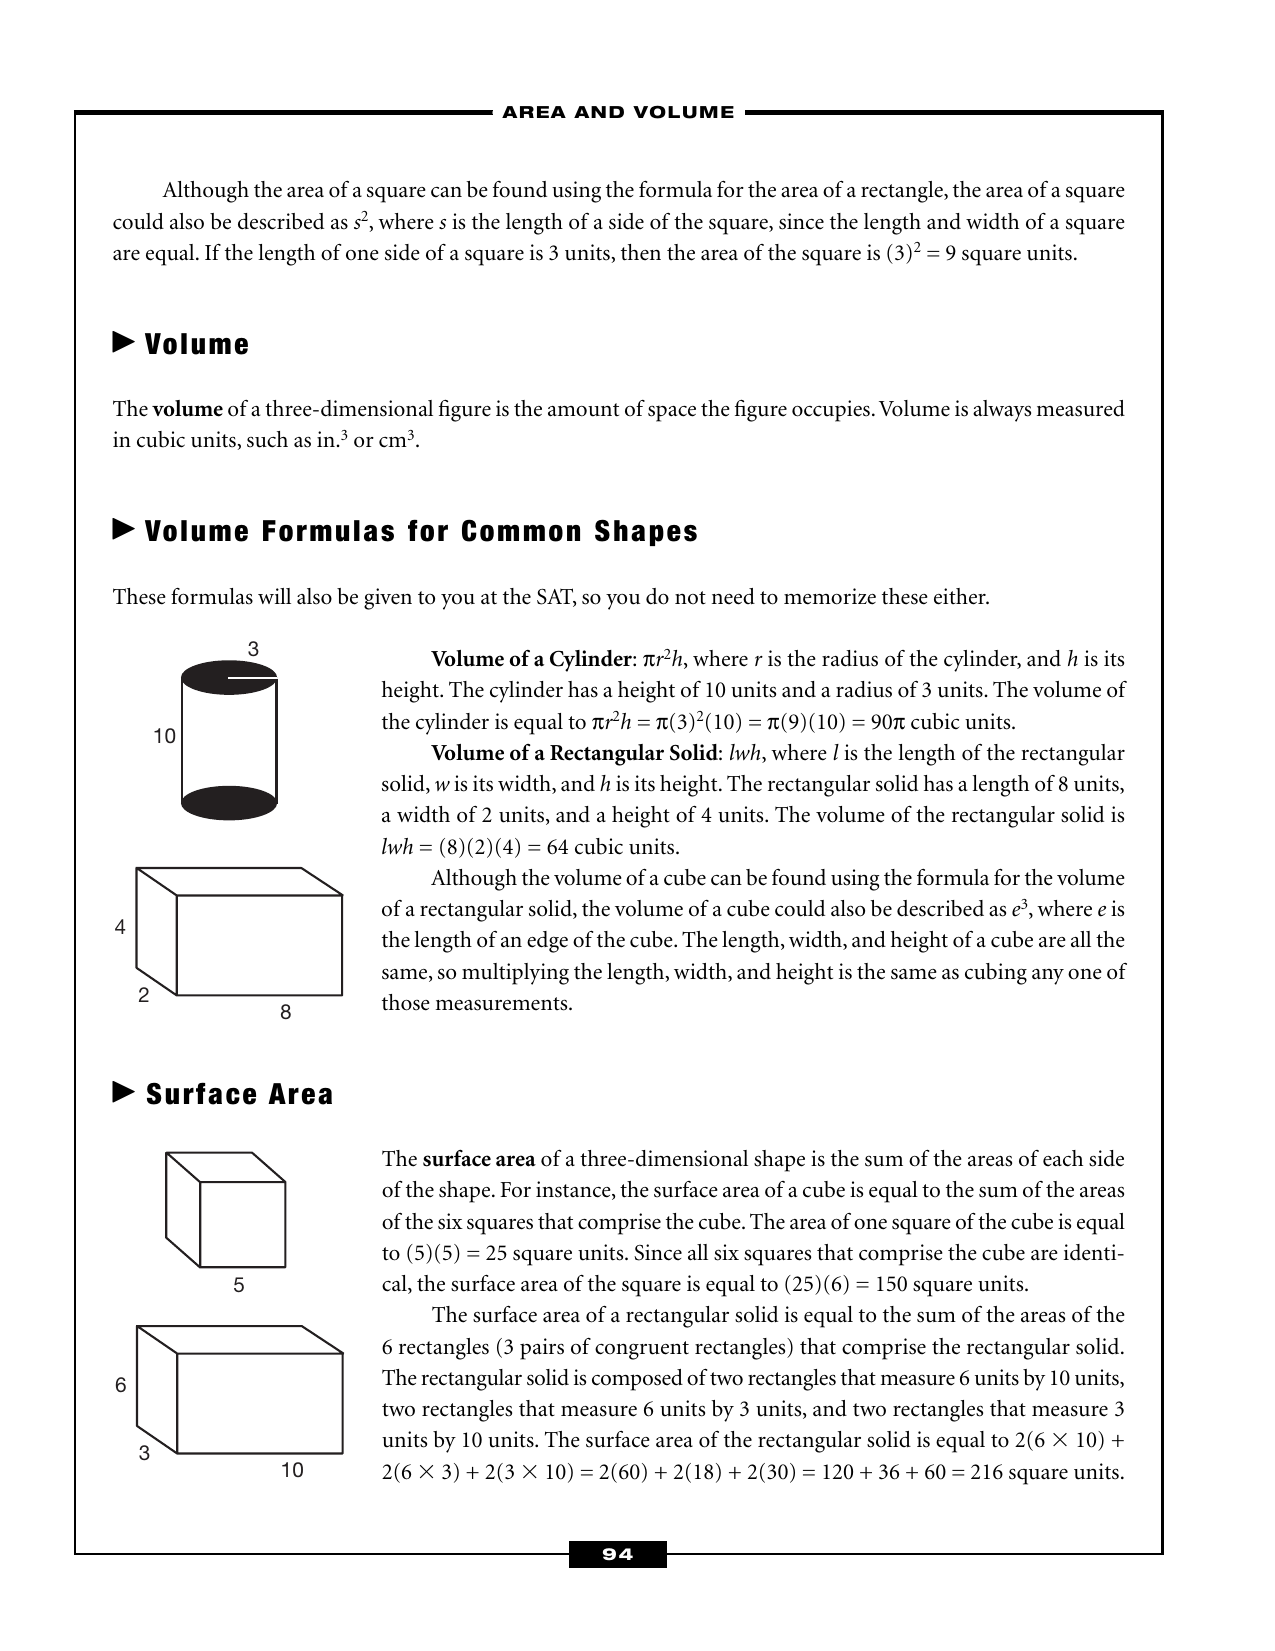 AREA AND VOLUME
Although the area of a square can be found using the formula for the area of a rectangle, the area of a square
could also be described as s², where s is the length of a side of the square, since the length and width of a square
are equal. If the length of one side of a square is 3 units, then the area of the square is (3)² = 9 square units.
▶ Volume
The volume of a three-dimensional figure is the amount of space the figure occupies. Volume is always measured
in cubic units, such as in.³ or cm³.
▶ Volume Formulas for Common Shapes
These formulas will also be given to you at the SAT, so you do not need to memorize these either.
3
10
Volume of a Cylinder: πr²h, where r is the radius of the cylinder, and h is its
height. The cylinder has a height of 10 units and a radius of 3 units. The volume of
the cylinder is equal to πr²h = π(3)²(10) = π(9)(10) = 90π cubic units.
Volume of a Rectangular Solid: lwh, where l is the length of the rectangular
solid, w is its width, and h is its height. The rectangular solid has a length of 8 units,
a width of 2 units, and a height of 4 units. The volume of the rectangular solid is
lwh = (8)(2)(4) = 64 cubic units.
Although the volume of a cube can be found using the formula for the volume
of a rectangular solid, the volume of a cube could also be described as e³, where e is
the length of an edge of the cube. The length, width, and height of a cube are all the
same, so multiplying the length, width, and height is the same as cubing any one of
those measurements.
4
2
8
▶ Surface Area
5
The surface area of a three-dimensional shape is the sum of the areas of each side
of the shape. For instance, the surface area of a cube is equal to the sum of the areas
of the six squares that comprise the cube. The area of one square of the cube is equal
to (5)(5) = 25 square units. Since all six squares that comprise the cube are identi-
cal, the surface area of the square is equal to (25)(6) = 150 square units.
The surface area of a rectangular solid is equal to the sum of the areas of the
6 rectangles (3 pairs of congruent rectangles) that comprise the rectangular solid.
The rectangular solid is composed of two rectangles that measure 6 units by 10 units,
two rectangles that measure 6 units by 3 units, and two rectangles that measure 3
units by 10 units. The surface area of the rectangular solid is equal to 2(6 × 10) +
2(6 × 3) + 2(3 × 10) = 2(60) + 2(18) + 2(30) = 120 + 36 + 60 = 216 square units.
6
3
10
94